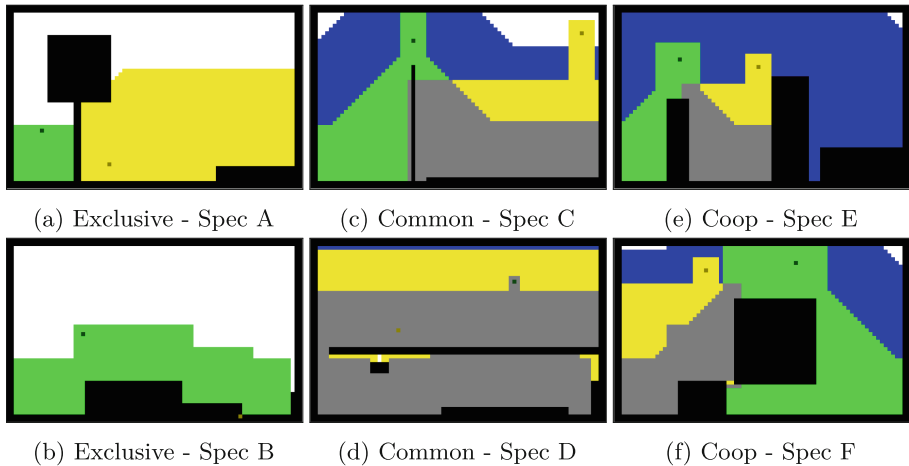 (a) Exclusive - Spec A
(c) Common - Spec C
(e) Coop - Spec E
(b) Exclusive - Spec B
(d) Common - Spec D
(f) Coop - Spec F